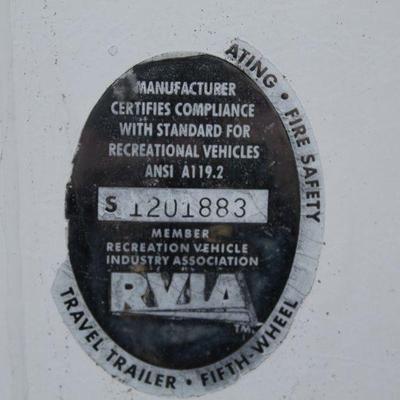 ATING • FIRE SAFETY
MANUFACTURER
CERTIFIES COMPLIANCE
WITH STANDARD FOR
RECREATIONAL VEHICLES
ANSI A119.2
S 1201883
MEMBER
RECREATION VEHICLE
INDUSTRY ASSOCIATION
RVIA
TM
TRAVEL TRAILER • FIFTH-WHEEL